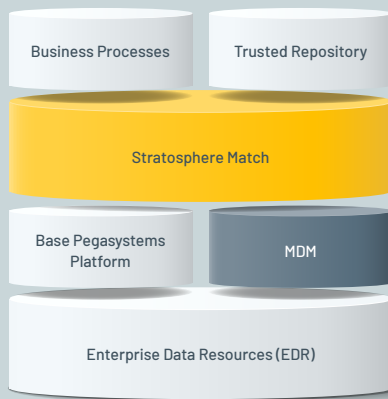 Business Processes
Trusted Repository
Stratosphere Match
Base Pegasystems
Platform
MDM
Enterprise Data Resources (EDR)